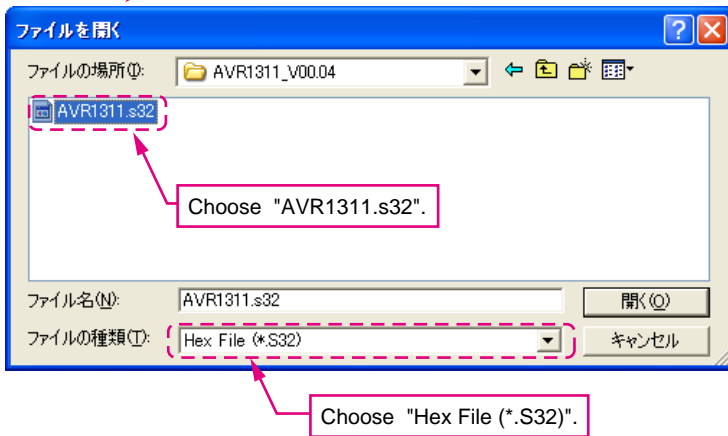 ファイルを開く
ファイルの場所(I):
AVR1311_V00.04
AVR1311.s32
Choose "AVR1311.s32".
ファイル名(N):
AVR1311.s32
開く(O)
ファイルの種類(T):
Hex File (*.S32)
キャンセル
Choose "Hex File (*.S32)".